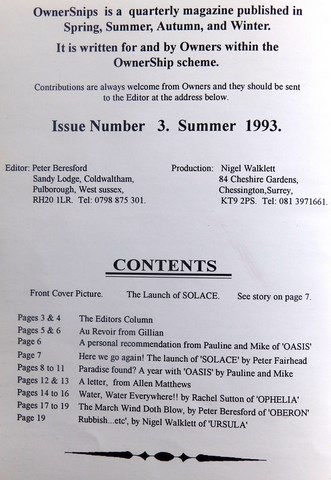 OwnerSnips is a quarterly magazine published in
Spring, Summer, Autumn, and Winter.
It is written for and by Owners within the
OwnerShip scheme.
Contributions are always welcome from Owners and they should be sent
to the Editor at the address below.
Issue Number 3. Summer 1993.
Editor: Peter Beresford
Sandy Lodge, Coldwaltham,
Pulborough, West sussex,
RH20 1LR. Tel: 0798 875 301.
Production: Nigel Walklett
84 Cheshire Gardens,
Chessington,Surrey,
KT9 2PS. Tel: 081 3971661.
CONTENTS
Front Cover Picture. The Launch of SOLACE. See story on page 7.
Pages 3 & 4 The Editors Column
Pages 5 & 6 Au Revoir from Gillian
Page 6 A personal recommendation from Pauline and Mike of 'OASIS'
Page 7 Here we go again! The launch of 'SOLACE' by Peter Fairhead
Pages 8 to 11 Paradise found? A year with 'OASIS' by Pauline and Mike
Pages 12 & 13 A letter, from Allen Matthews
Pages 14 to 16 Water, Water Everywhere!! by Rachel Sutton of 'OPHELIA'
Pages 17 to 19 The March Wind Doth Blow, by Peter Beresford of 'OBERON'
Page 19 Rubbish...etc', by Nigel Walklett of 'URSULA'